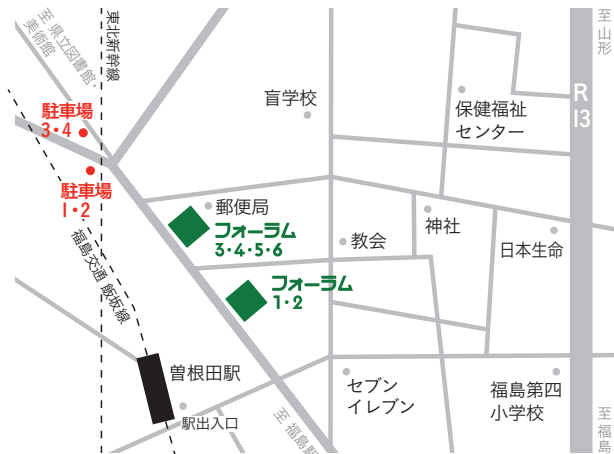 至 県立図書館・
美術館
東北新幹線
至 山形
R
13
駐車場
3・4
盲学校
保健福祉
センター
駐車場
1・2
郵便局
フォーラム
3・4・5・6
教会
神社
日本生命
福島交通 飯坂線
フォーラム
1・2
曽根田駅
駅出入口
セブン
イレブン
福島第四
小学校
至 福島駅
至 福島